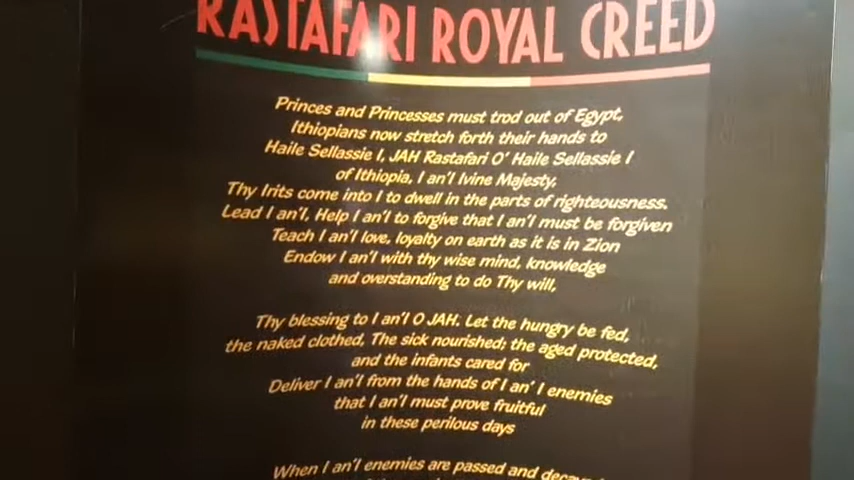 RASTAFARI ROYAL CREED
Princes and Princesses must trod out of Egypt,
Ithiopians now stretch forth their hands to
Haile Sellassie I, JAH Rastafari O' Haile Sellassie I
of Ithiopia, I an'I Ivine Majesty,
Thy Irits come into I to dwell in the parts of righteousness.
Lead I an'I, Help I an'I to forgive that I an'I must be forgiven
Teach I an'I love, loyalty on earth as it is in Zion
Endow I an'I with thy wise mind, knowledge
and overstanding to do Thy will,
Thy blessing to I an'I O JAH. Let the hungry be fed,
the naked clothed, The sick nourished; the aged protected,
and the infants cared for
Deliver I an'I from the hands of I an' I enemies
that I an'I must prove fruitful
in these perilous days
When I an'I enemies are passed and